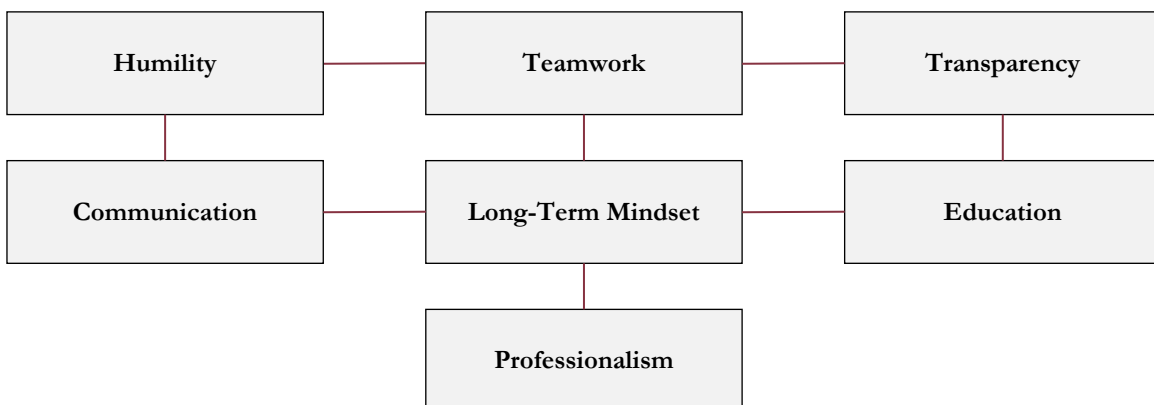 Humility
Teamwork
Transparency
Communication
Long-Term Mindset
Education
Professionalism